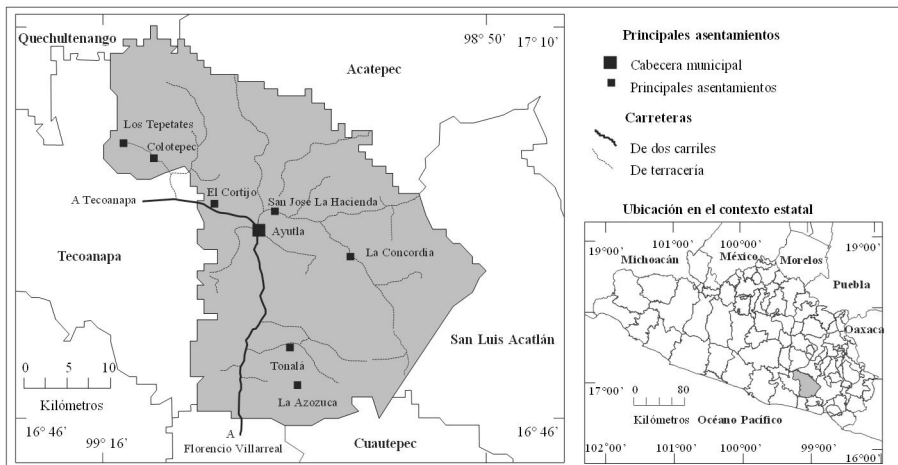 Quechultenango
98° 50’
17° 10’
Acatepec
Los Tepetates
Colotepec
El Cortijo
San José La Hacienda
A Tecoanapa
Ayutla
La Concordia
Tecoanapa
San Luis Acatlán
0 5 10
Kilómetros
Tonalá
La Azozuca
16° 46’
99° 16’
A
Florencio Villarreal
Cuautepec
16° 46’
Principales asentamientos
Cabecera municipal
Principales asentamientos
Carreteras
De dos carriles
De terracería
Ubicación en el contexto estatal
19°00’
101°00’
100°00’
19°00’
Michoacán
México
Morelos
Puebla
Oaxaca
17°00’
0 80
Kilómetros
Océano Pacífico
102°00’
101°00’
100°00’
99°00’
16°00’